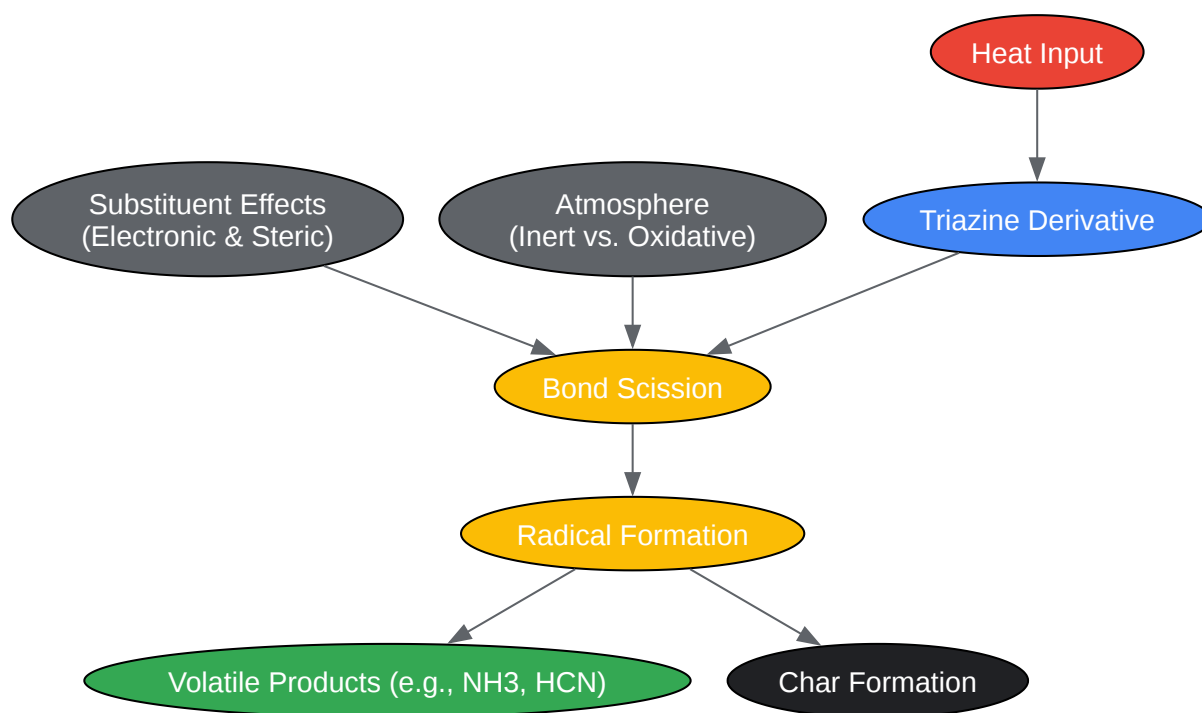 Heat Input
Substituent Effects
(Electronic & Steric)
Atmosphere
(Inert vs. Oxidative)
Triazine Derivative
Bond Scission
Radical Formation
Volatile Products (e.g., NH3, HCN)
Char Formation